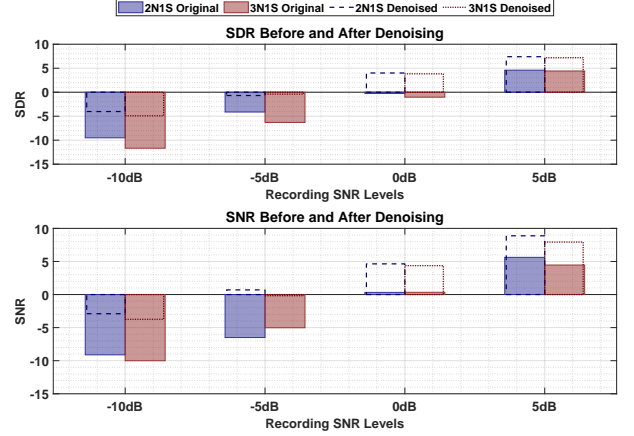 2N1S Original 3N1S Original 2N1S Denoised 3N1S Denoised
SDR Before and After Denoising
10
5
0
-5
-10
-15
SDR
-10dB -5dB 0dB 5dB
Recording SNR Levels
SNR Before and After Denoising
10
5
0
-5
-10
-15
SNR
-10dB -5dB 0dB 5dB
Recording SNR Levels